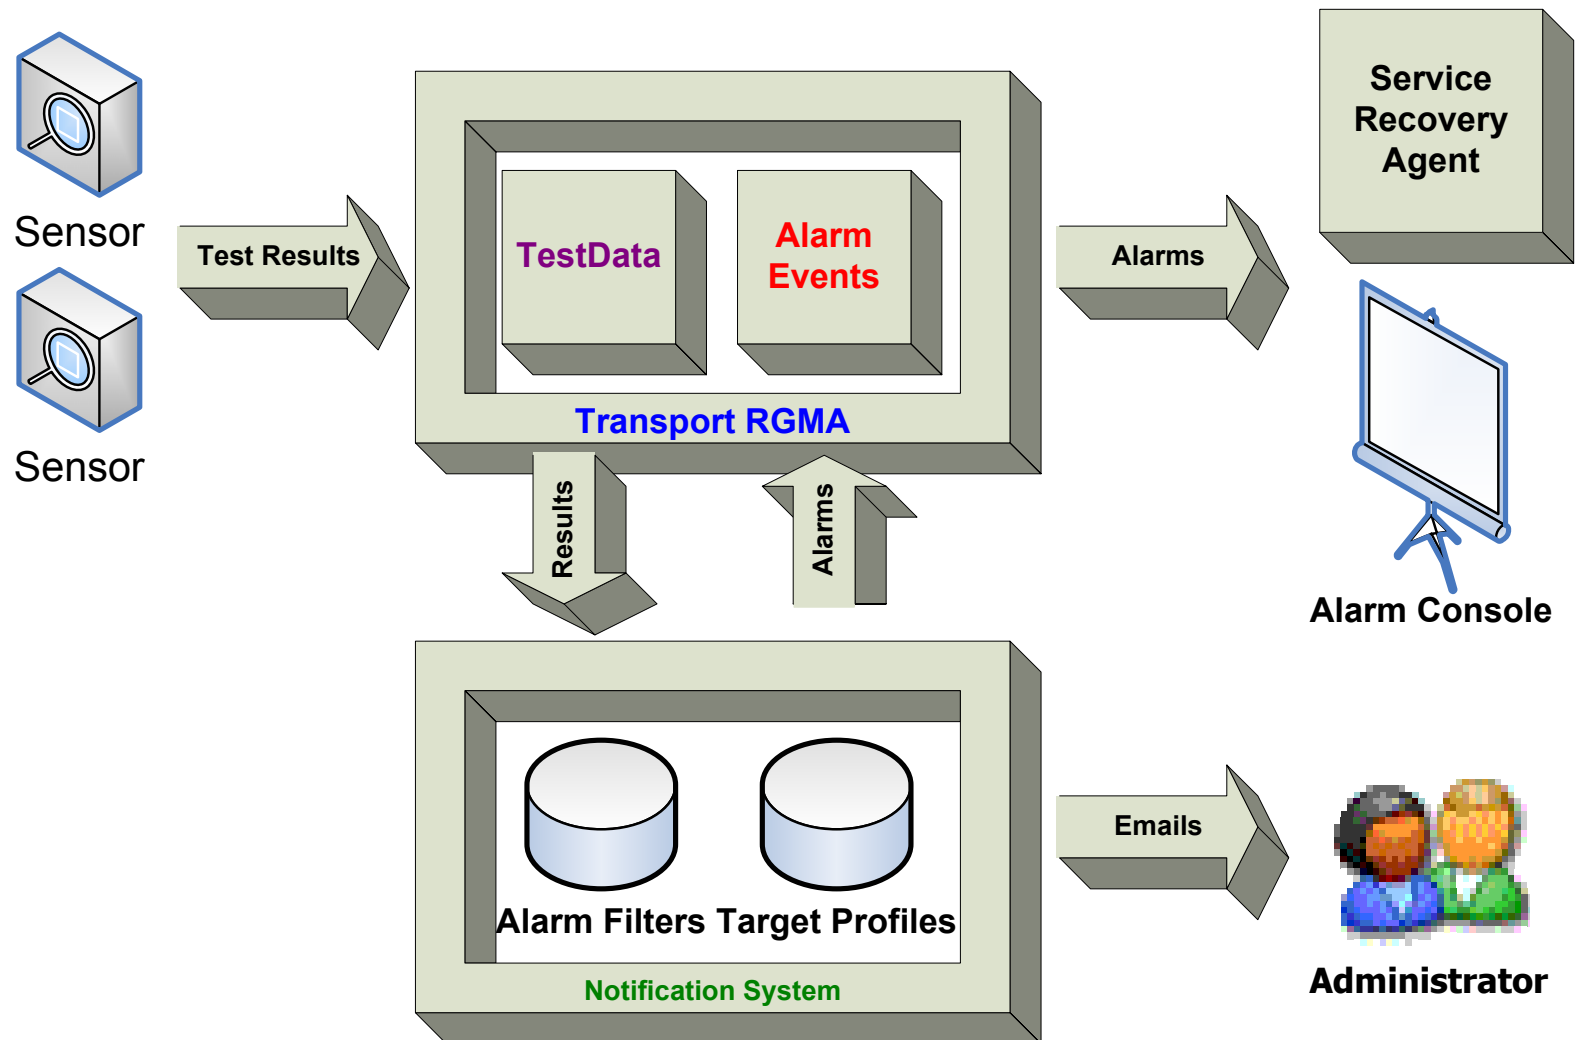 Sensor
Sensor
Test Results
TestData
Alarm
Events
Transport RGMA
Alarms
Service
Recovery
Agent
Alarm Console
Results
Alarms
Alarm Filters
Target Profiles
Notification System
Emails
Administrator